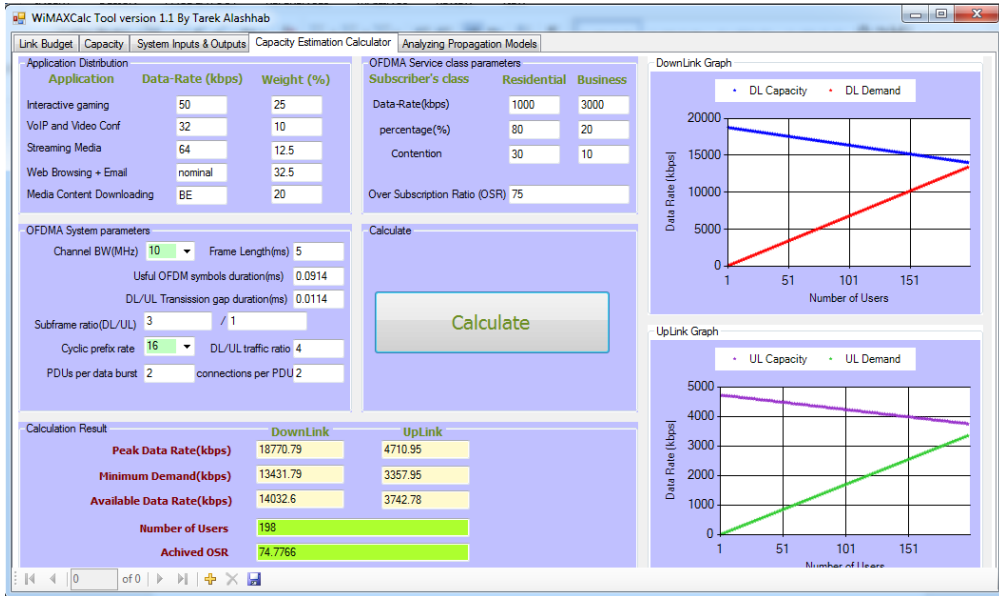 WiMAXCalc Tool version 1.1 By Tarek Alashhab
Link Budget Capacity System Inputs & Outputs Capacity Estimation Calculator Analyzing Propagation Models
Application Distribution
Application Data-Rate (kbps) Weight (%)
Interactive gaming 50 25
VoIP and Video Conf 32 10
Streaming Media 64 12.5
Web Browsing + Email nominal 32.5
Media Content Downloading BE 20
OFDMA Service class parameters
Subscriber's class Residential Business
Data-Rate(kbps) 1000 3000
percentage(%) 80 20
Contention 30 10
Over Subscription Ratio (OSR) 75
OFDMA System parameters
Channel BW(MHz) 10 Frame Length(ms) 5
Usful OFDM symbols duration(ms) 0.0914
DL/UL Transission gap duration(ms) 0.0114
Subframe ratio(DL/UL) 3 / 1
Cyclic prefix rate 16 DL/UL traffic ratio 4
PDUs per data burst 2 connections per PDU 2
Calculate
Calculate
Calculation Result
DownLink UpLink
Peak Data Rate(kbps) 18770.79 4710.95
Minimum Demand(kbps) 13431.79 3357.95
Available Data Rate(kbps) 14032.6 3742.78
Number of Users 198
Achived OSR 74.7766
0 of 0
DownLink Graph
DL Capacity DL Demand
20000
15000
10000
5000
0
Data Rate (kbps)
1 51 101 151
Number of Users
UpLink Graph
UL Capacity UL Demand
5000
4000
3000
2000
1000
0
Data Rate (kbps)
1 51 101 151
Number of Users